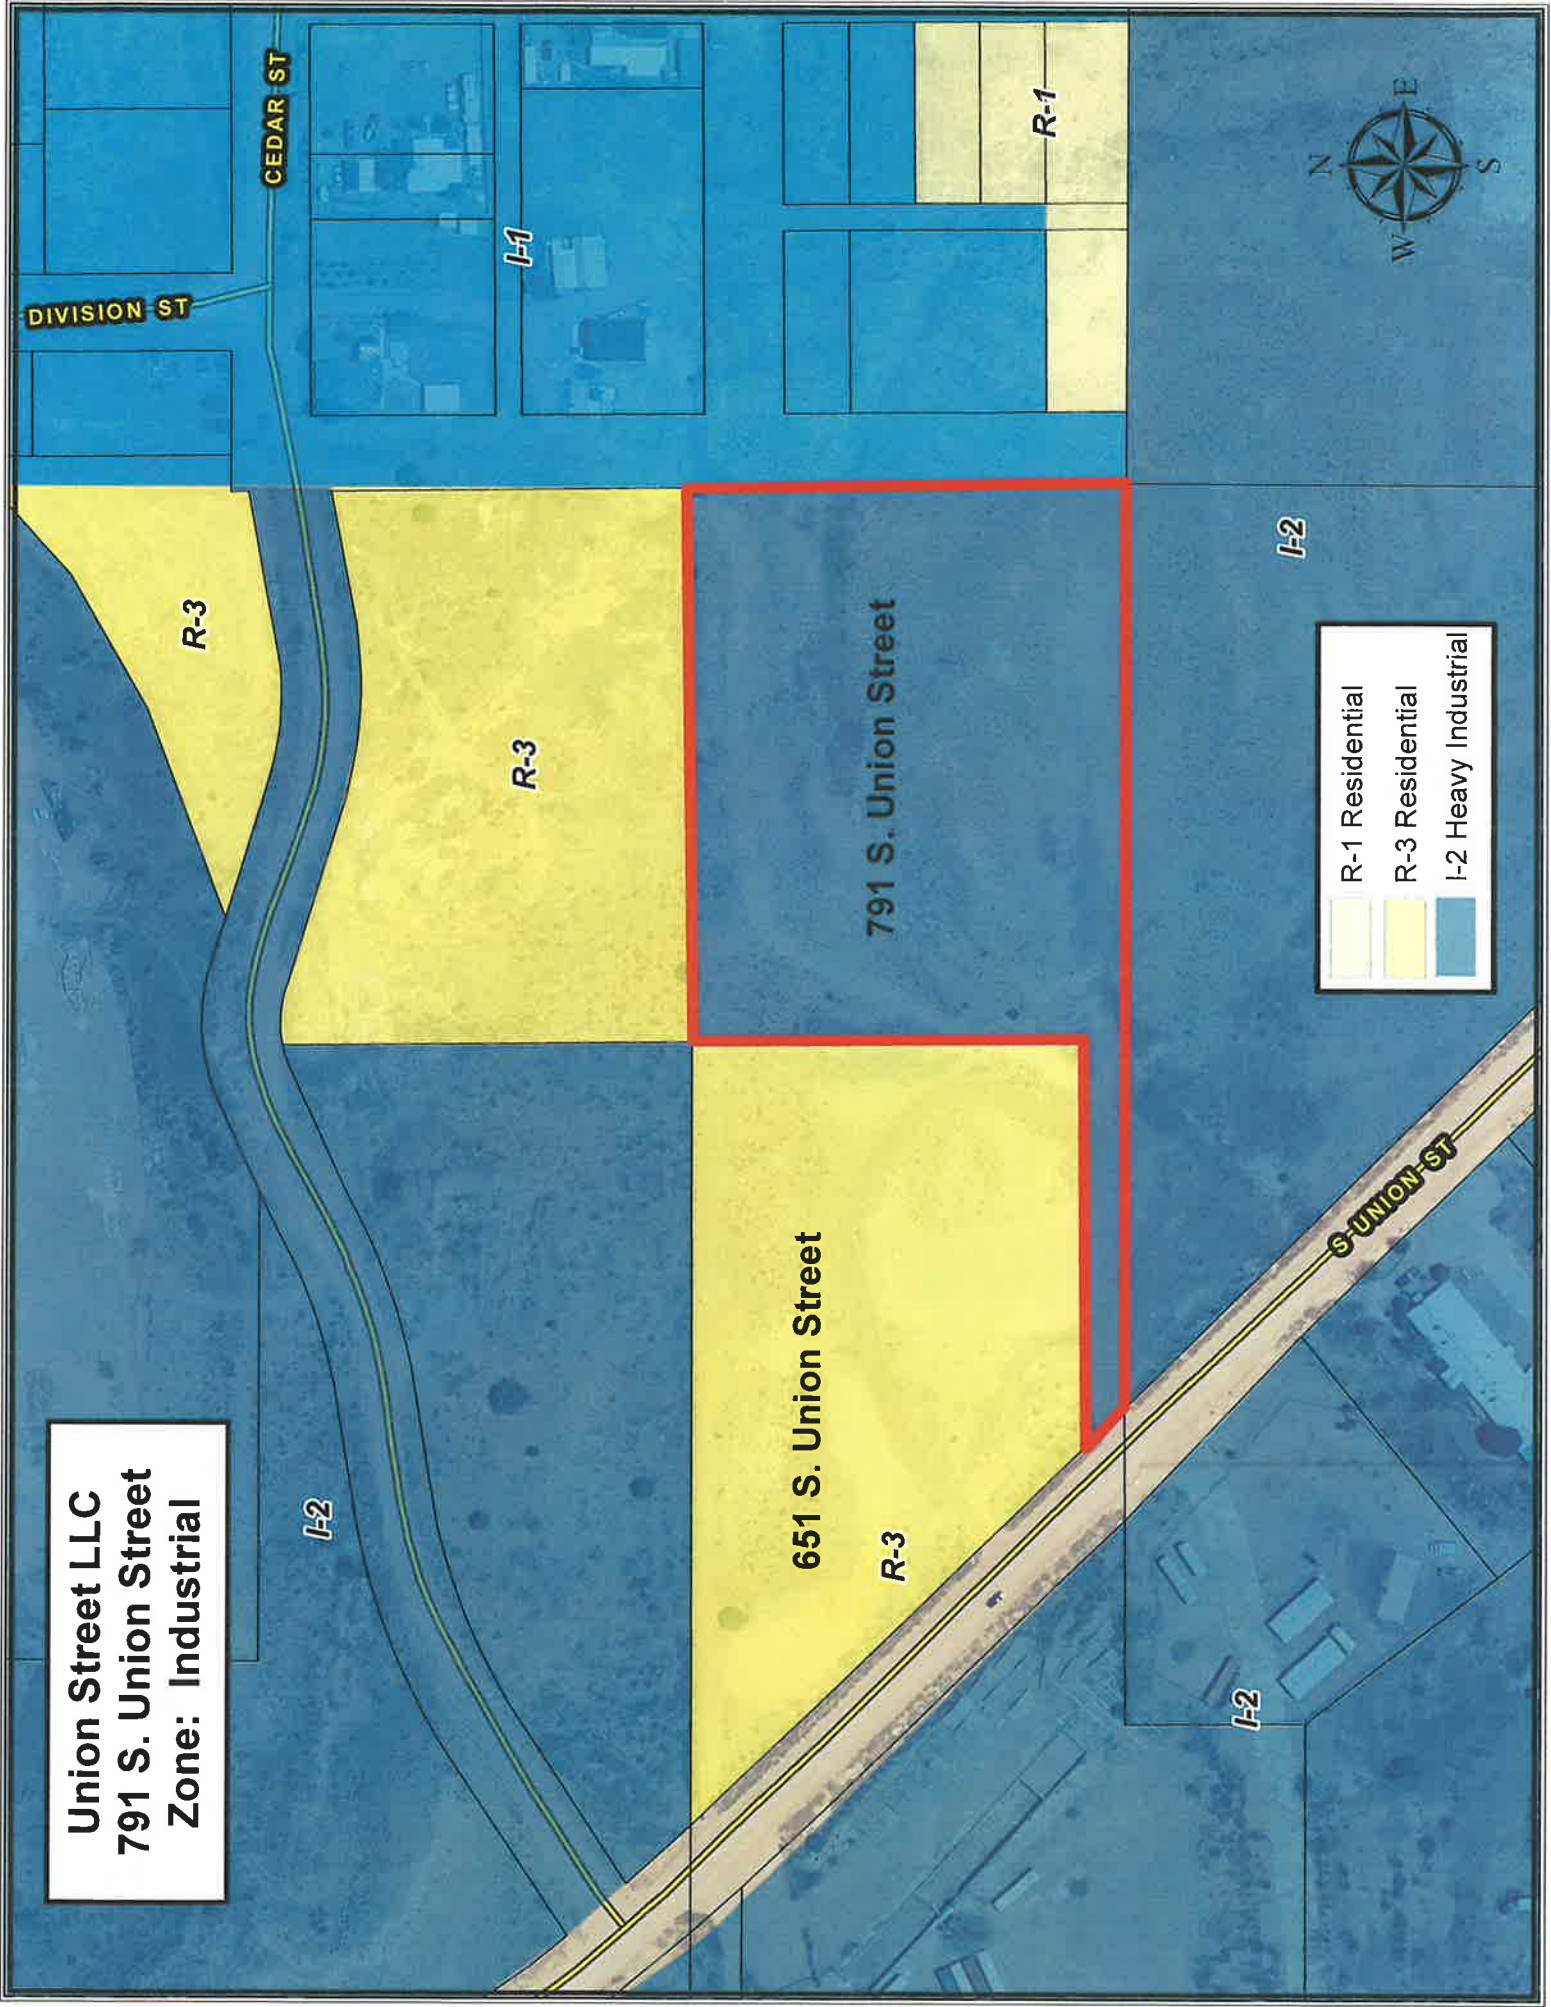 Union Street LLC
791 S. Union Street
Zone: Industrial
DIVISION ST
CEDAR ST
R-3
I-2
I-1
R-3
R-1
651 S. Union Street
R-3
791 S. Union Street
I-2
S UNION ST
I-2
R-1 Residential
R-3 Residential
I-2 Heavy Industrial
N
W
E
S